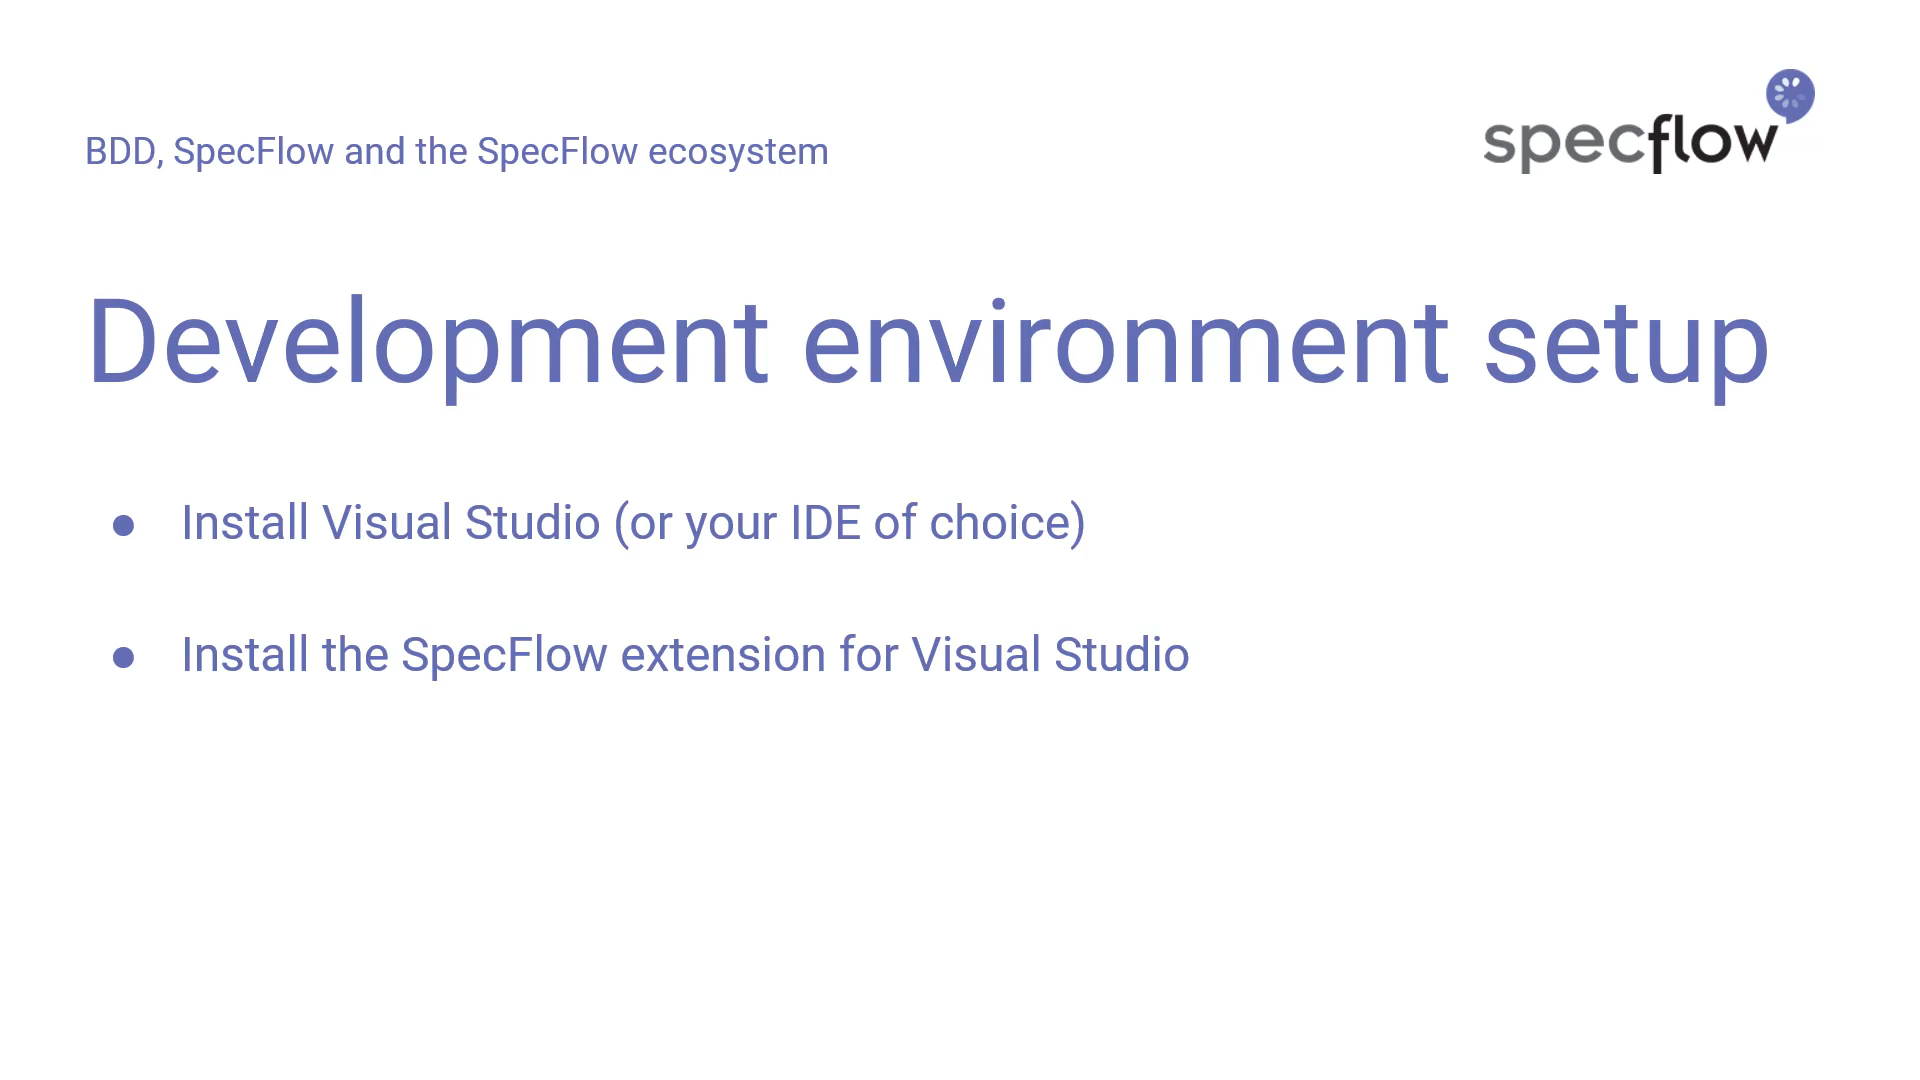 BDD, SpecFlow and the SpecFlow ecosystem
specflow
Development environment setup
● Install Visual Studio (or your IDE of choice)
● Install the SpecFlow extension for Visual Studio